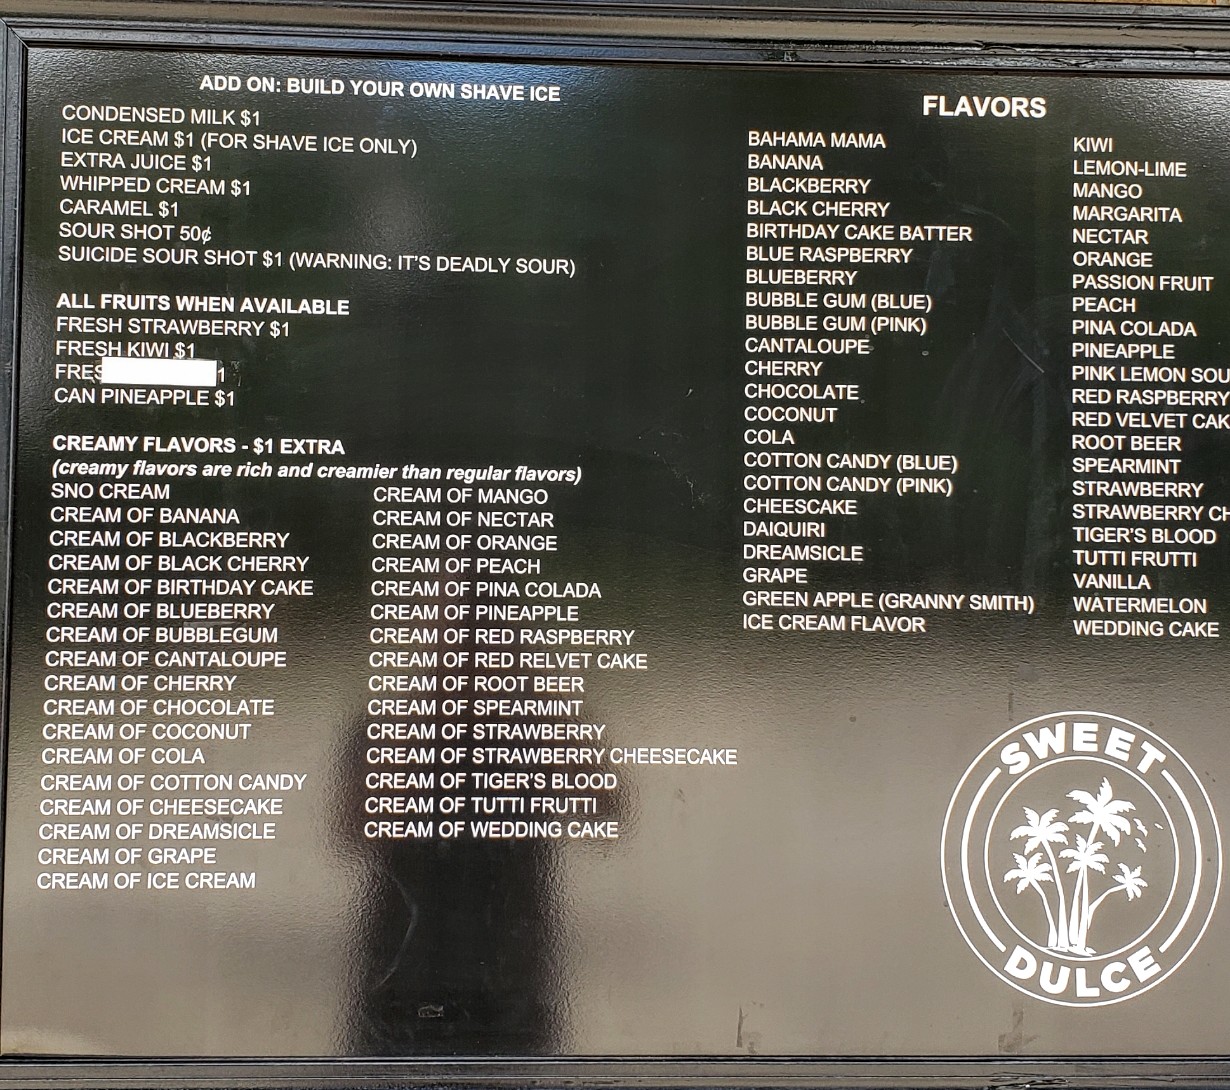 ADD ON: BUILD YOUR OWN SHAVE ICE
CONDENSED MILK $1
ICE CREAM $1 (FOR SHAVE ICE ONLY)
EXTRA JUICE $1
WHIPPED CREAM $1
CARAMEL $1
SOUR SHOT 50¢
SUICIDE SOUR SHOT $1 (WARNING: IT'S DEADLY SOUR)
ALL FRUITS WHEN AVAILABLE
FRESH STRAWBERRY $1
FRESH KIWI $1
CAN PINEAPPLE $1
CREAMY FLAVORS - $1 EXTRA
(creamy flavors are rich and creamier than regular flavors)
SNO CREAM
CREAM OF BANANA
CREAM OF BLACKBERRY
CREAM OF BLACK CHERRY
CREAM OF BIRTHDAY CAKE
CREAM OF BLUEBERRY
CREAM OF BUBBLEGUM
CREAM OF CANTALOUPE
CREAM OF CHERRY
CREAM OF CHOCOLATE
CREAM OF COCONUT
CREAM OF COLA
CREAM OF COTTON CANDY
CREAM OF CHEESECAKE
CREAM OF DREAMSICLE
CREAM OF GRAPE
CREAM OF ICE CREAM
CREAM OF MANGO
CREAM OF NECTAR
CREAM OF ORANGE
CREAM OF PEACH
CREAM OF PINA COLADA
CREAM OF PINEAPPLE
CREAM OF RED RASPBERRY
CREAM OF RED RELVET CAKE
CREAM OF ROOT BEER
CREAM OF SPEARMINT
CREAM OF STRAWBERRY
CREAM OF STRAWBERRY CHEESECAKE
CREAM OF TIGER'S BLOOD
CREAM OF TUTTI FRUTTI
CREAM OF WEDDING CAKE
FLAVORS
BAHAMA MAMA
BANANA
BLACKBERRY
BLACK CHERRY
BIRTHDAY CAKE BATTER
BLUE RASPBERRY
BLUEBERRY
BUBBLE GUM (BLUE)
BUBBLE GUM (PINK)
CANTALOUPE
CHERRY
CHOCOLATE
COCONUT
COLA
COTTON CANDY (BLUE)
COTTON CANDY (PINK)
CHEESCAKE
DAIQUIRI
DREAMSICLE
GRAPE
GREEN APPLE (GRANNY SMITH)
ICE CREAM FLAVOR
KIWI
LEMON-LIME
MANGO
MARGARITA
NECTAR
ORANGE
PASSION FRUIT
PEACH
PINA COLADA
PINEAPPLE
PINK LEMON SOU
RED RASPBERRY
RED VELVET CAK
ROOT BEER
SPEARMINT
STRAWBERRY
STRAWBERRY CH
TIGER'S BLOOD
TUTTI FRUTTI
VANILLA
WATERMELON
WEDDING CAKE
SWEET
DULCE